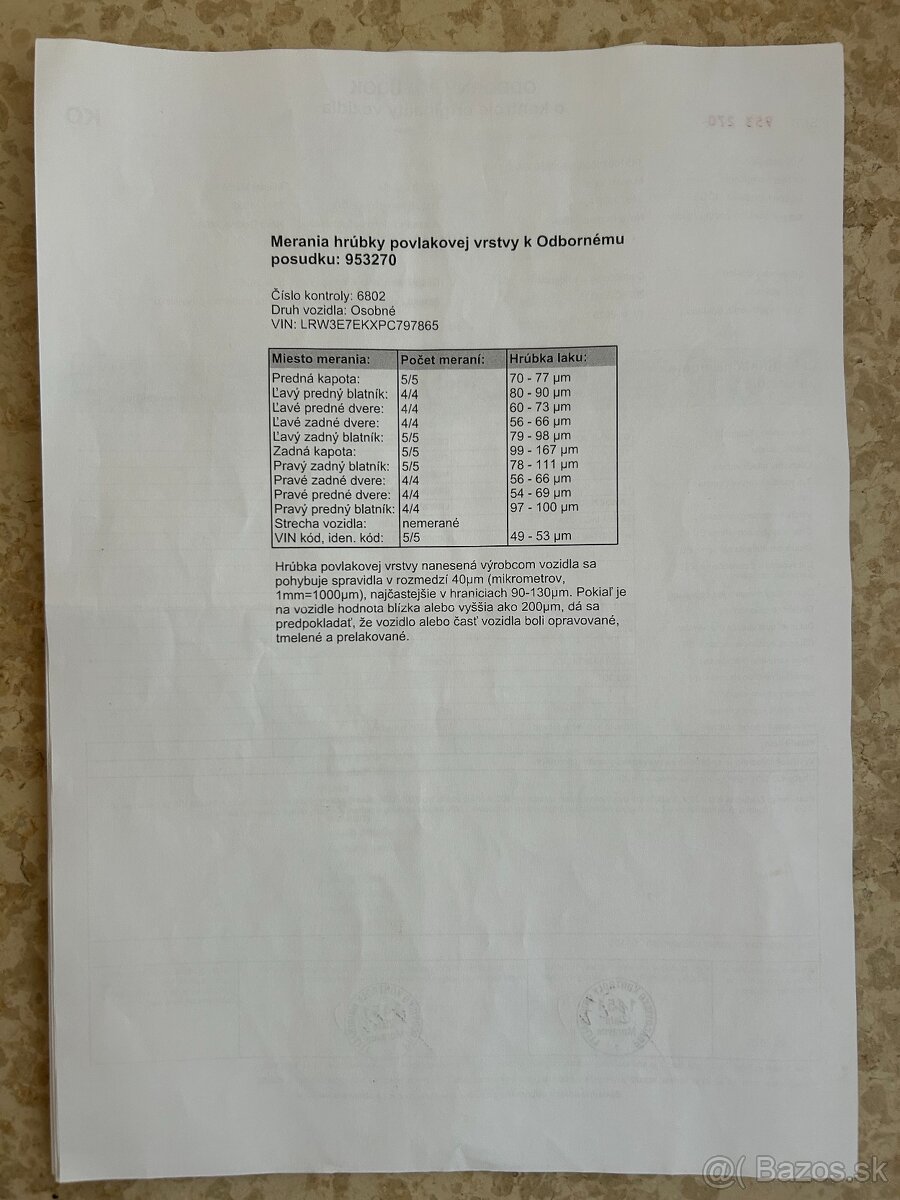 Merania hrúbky povlakovej vrstvy k Odbornému
posudku: 953270
Číslo kontroly: 6802
Druh vozidla: Osobné
VIN: LRW3E7EKXPC797865
Miesto merania: Počet meraní: Hrúbka laku:
Predná kapota: 5/5 70 - 77 µm
Ľavý predný blatník: 4/4 80 - 90 µm
Ľavé predné dvere: 4/4 60 - 73 µm
Ľavé zadné dvere: 4/4 56 - 66 µm
Ľavý zadný blatník: 5/5 79 - 98 µm
Zadná kapota: 5/5 99 - 167 µm
Pravý zadný blatník: 5/5 78 - 111 µm
Pravé zadné dvere: 4/4 56 - 66 µm
Pravé predné dvere: 4/4 54 - 69 µm
Pravý predný blatník: 4/4 97 - 100 µm
Strecha vozidla: nemerané
VIN kód, iden. kód: 5/5 49 - 53 µm
Hrúbka povlakovej vrstvy nanesená výrobcom vozidla sa
pohybuje spravidla v rozmedzí 40µm (mikrometrov,
1mm=1000µm), najčastejšie v hraniciach 90-130µm. Pokiaľ je
na vozidle hodnota blízka alebo vyššia ako 200µm, dá sa
predpokladať, že vozidlo alebo časť vozidla boli opravované,
tmelené a prelakované.
@( Bazos.sk